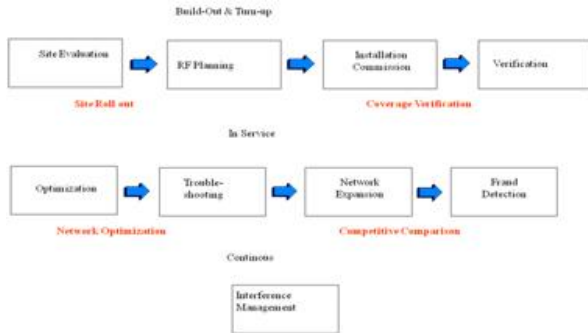 Build-Out & Turn-up
Site Evaluation
RF Planning
Installation
Commission
Verification
Site Roll out
Coverage Verification
In Service
Optimization
Trouble-
shooting
Network
Expansion
Fraud
Detection
Network Optimization
Competitive Comparison
Continous
Interference
Management